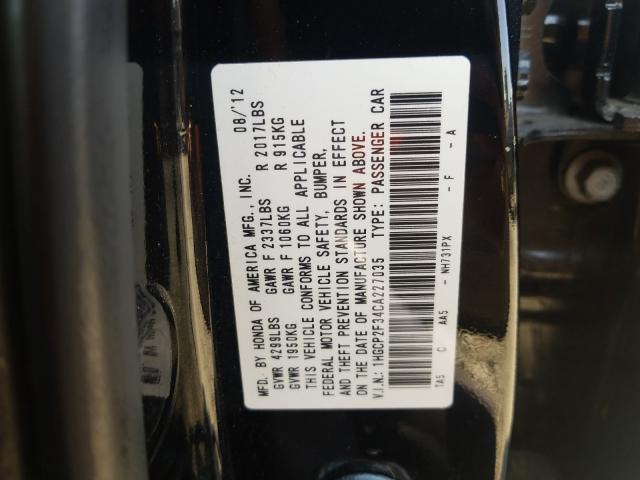 MFD. BY HONDA OF AMERICA MFG., INC. 08/'12
GVWR 4299LBS GAWR F 2337LBS R 2017LBS
GVWR 1950KG GAWR F 1060KG R 915KG
THIS VEHICLE CONFORMS TO ALL APPLICABLE
FEDERAL MOTOR VEHICLE SAFETY, BUMPER,
AND THEFT PREVENTION STANDARDS IN EFFECT
ON THE DATE OF MANUFACTURE SHOWN ABOVE.
V.I.N.: 1HGCP2F34CA227035 TYPE: PASSENGER CAR
TA5 C AA5 - NH731PX - F - A